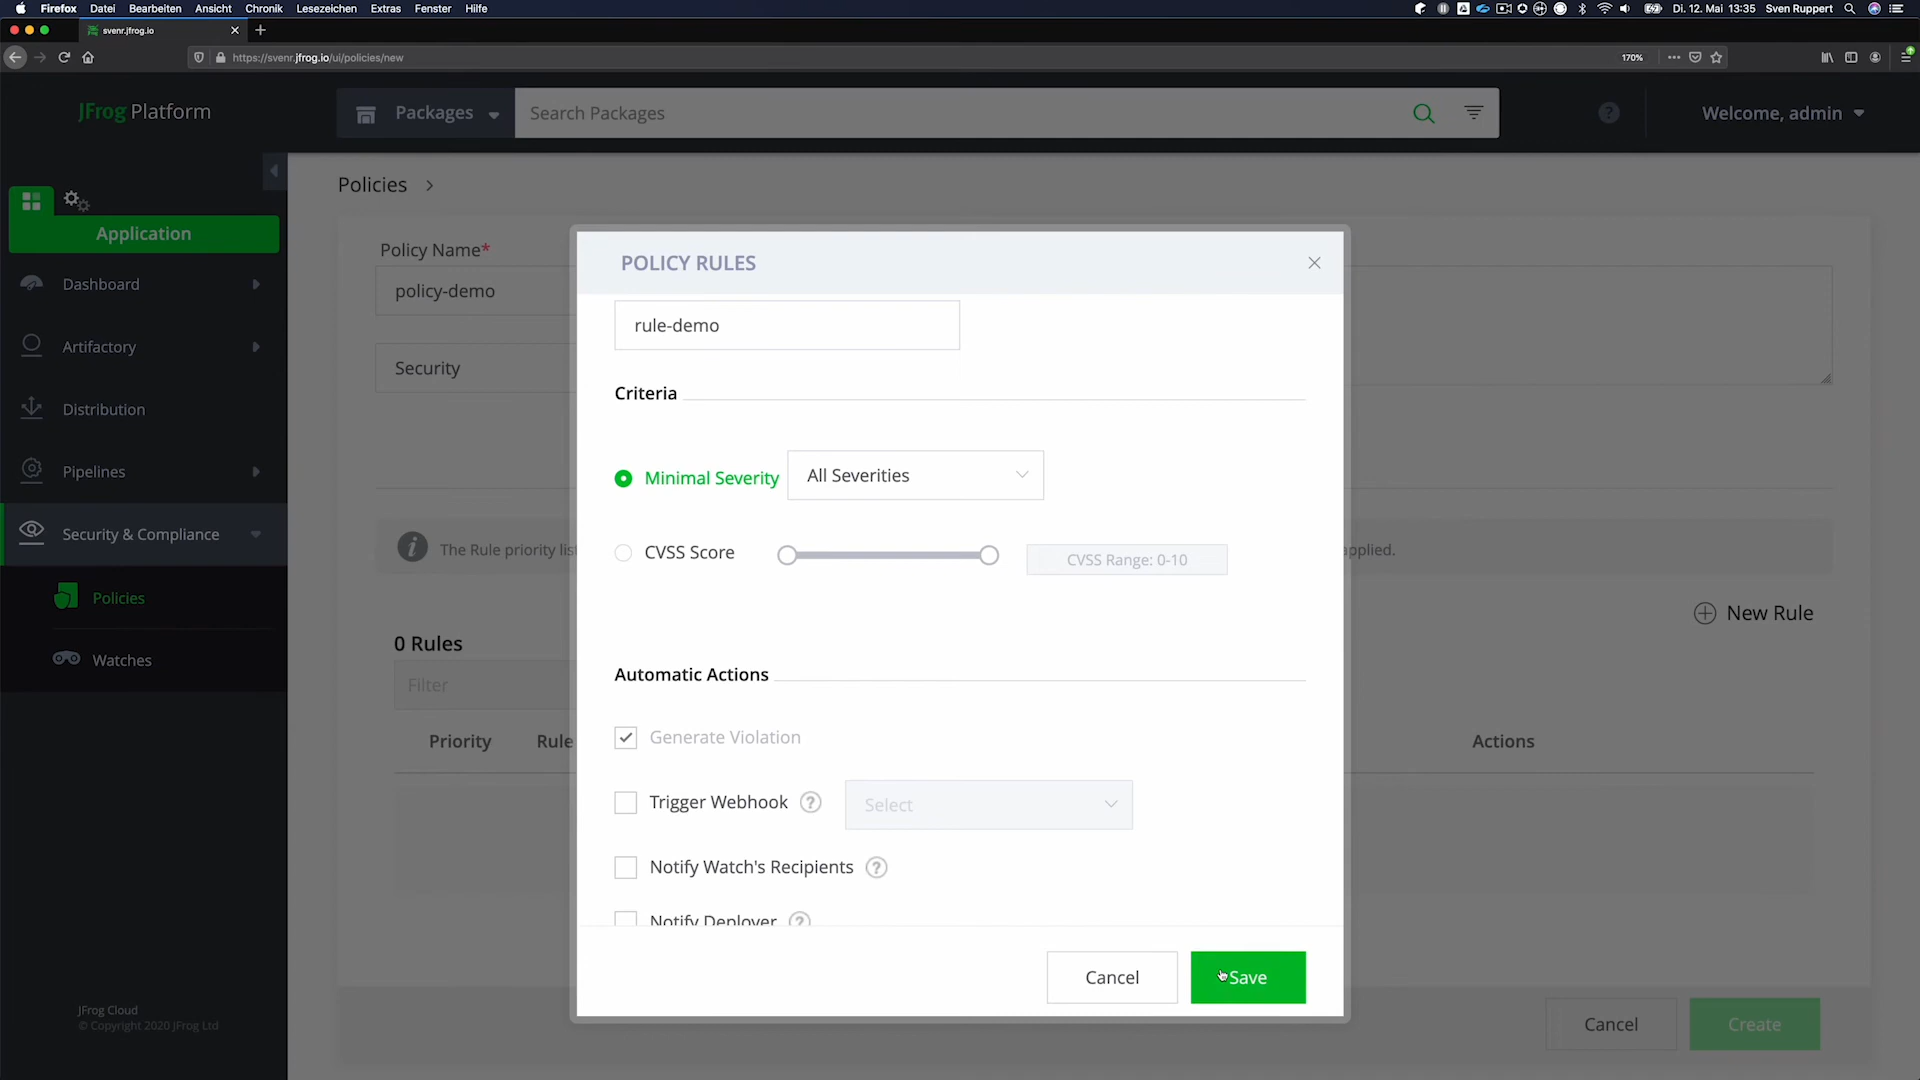 Firefox Datei Bearbeiten Ansicht Chronik Lesezeichen Extras Fenster Hilfe Di. 12. Mai 13:35 Sven Ruppert
svenr.jfrog.io
https://svenr.jfrog.io/ui/policies/new 170%
JFrog Platform
Packages
Search Packages
Welcome, admin
Application
Dashboard
Artifactory
Distribution
Pipelines
Security & Compliance
Policies
Watches
JFrog Cloud
© Copyright 2020 JFrog Ltd
Policies
Policy Name*
policy-demo
Security
The Rule priority
applied.
New Rule
0 Rules
Filter
Priority Rule Actions
Cancel Create
POLICY RULES
rule-demo
Criteria
Minimal Severity All Severities
CVSS Score CVSS Range: 0-10
Automatic Actions
Generate Violation
Trigger Webhook ? Select
Notify Watch's Recipients ?
Notify Deployer ?
Cancel Save